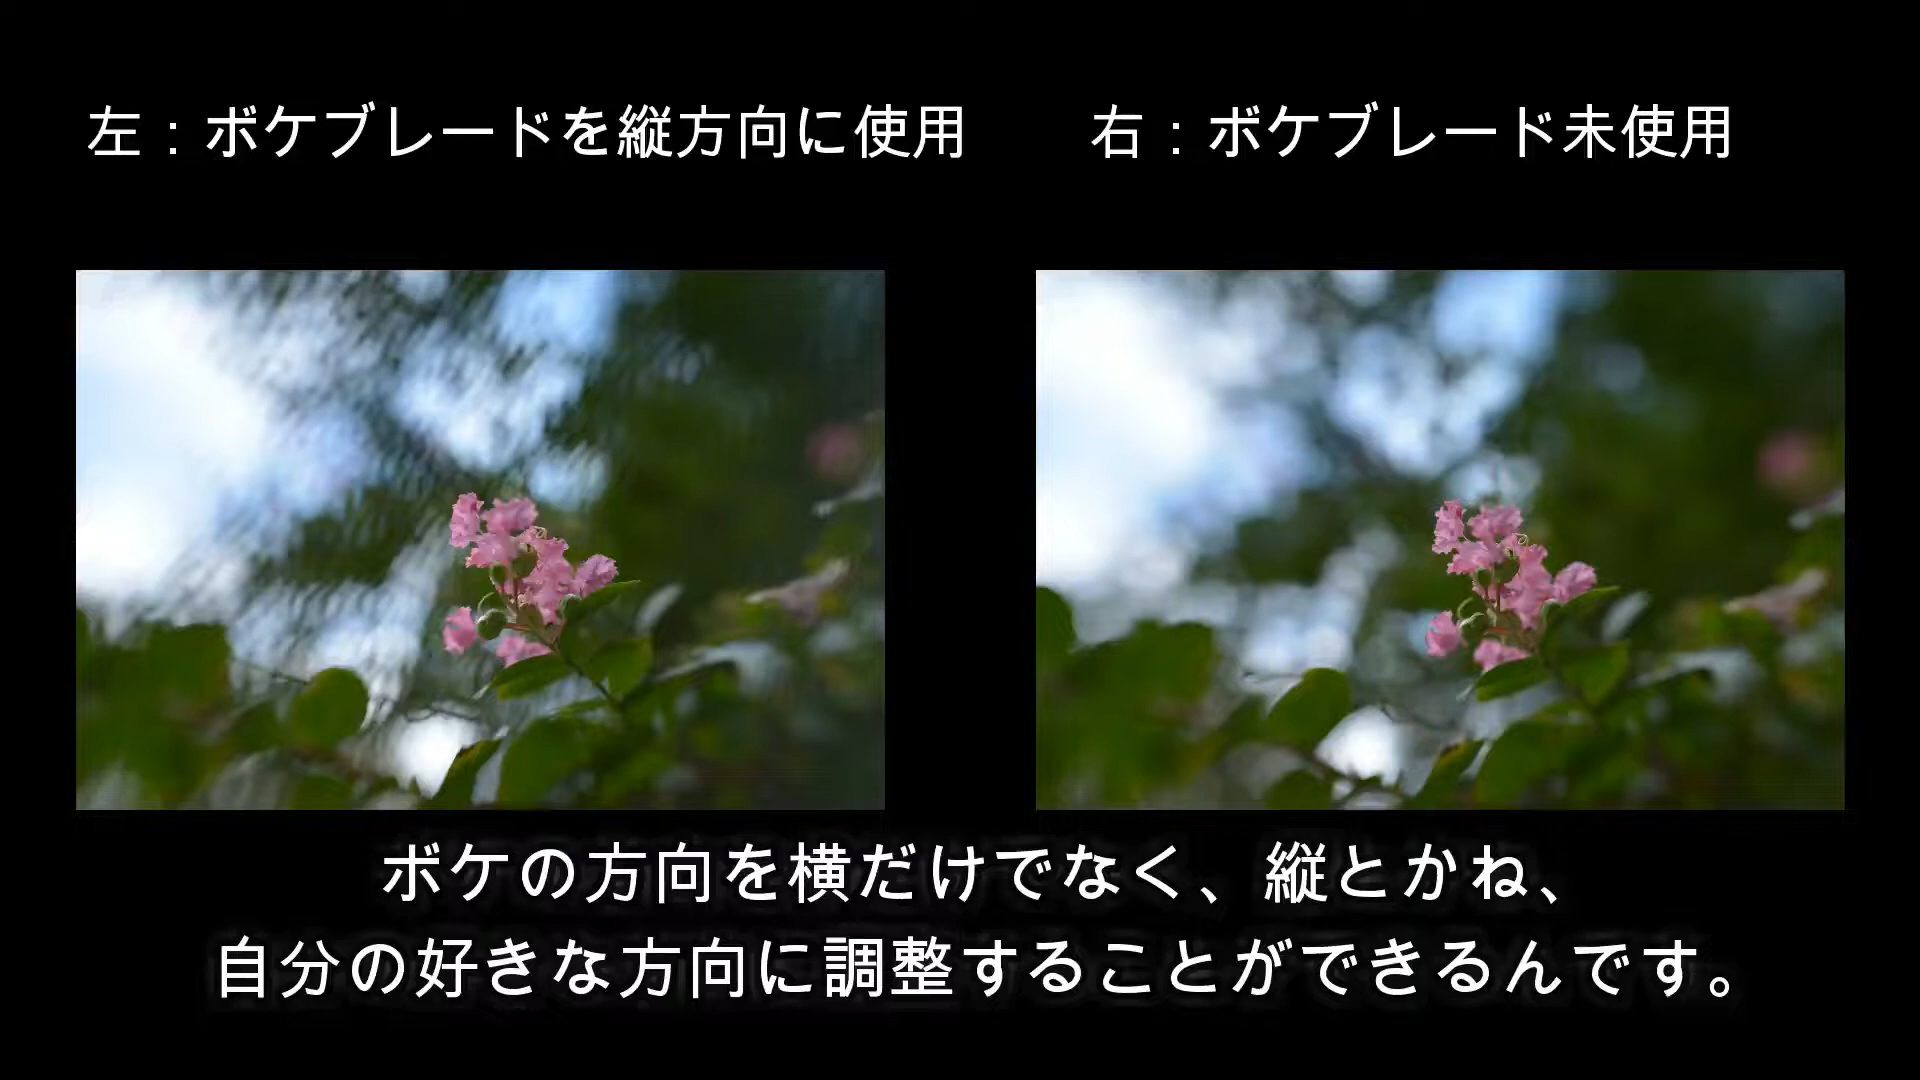 左：ボケブレードを縦方向に使用
右：ボケブレード未使用
ボケの方向を横だけでなく、縦とかね、
自分の好きな方向に調整することができるんです。